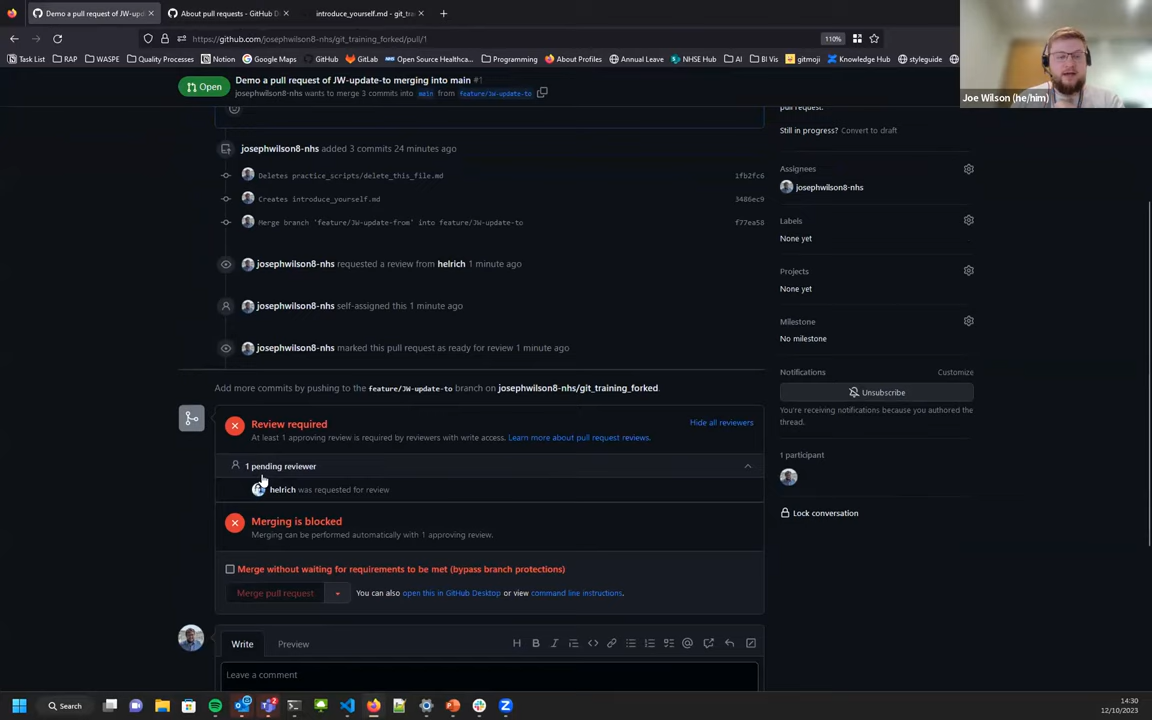 Demo a pull request of JW-upd
About pull requests - GitHub D
introduce_yourself.md - git_tra
https://github.com/josephwilson8-nhs/git_training_forked/pull/1
110%
Task List
RAP
WASPE
Quality Processes
Notion
Google Maps
GitHub
GitLab
Open Source Healthca...
Programming
About Profiles
Annual Leave
NHSE Hub
AI
BI Vis
gitmoji
Knowledge Hub
styleguide
Joe Wilson (he/him)
Open
Demo a pull request of JW-update-to merging into main #1
josephwilson8-nhs wants to merge 3 commits into main from feature/JW-update-to
pull request.
Still in progress? Convert to draft
josephwilson8-nhs added 3 commits 24 minutes ago
Deletes practice_scripts/delete_this_file.md 1fb2fc6
Creates introduce_yourself.md 3486ec9
Merge branch 'feature/JW-update-from' into feature/JW-update-to f77ea58
josephwilson8-nhs requested a review from helrich 1 minute ago
josephwilson8-nhs self-assigned this 1 minute ago
josephwilson8-nhs marked this pull request as ready for review 1 minute ago
Add more commits by pushing to the feature/JW-update-to branch on josephwilson8-nhs/git_training_forked.
Review required
At least 1 approving review is required by reviewers with write access. Learn more about pull request reviews.
Hide all reviewers
1 pending reviewer
helrich was requested for review
Merging is blocked
Merging can be performed automatically with 1 approving review.
Merge without waiting for requirements to be met (bypass branch protections)
Merge pull request
You can also open this in GitHub Desktop or view command line instructions.
Write
Preview
Leave a comment
Assignees
josephwilson8-nhs
Labels
None yet
Projects
None yet
Milestone
No milestone
Notifications
Customize
Unsubscribe
You're receiving notifications because you authored the
thread.
1 participant
Lock conversation
Search
14:30
12/10/2023